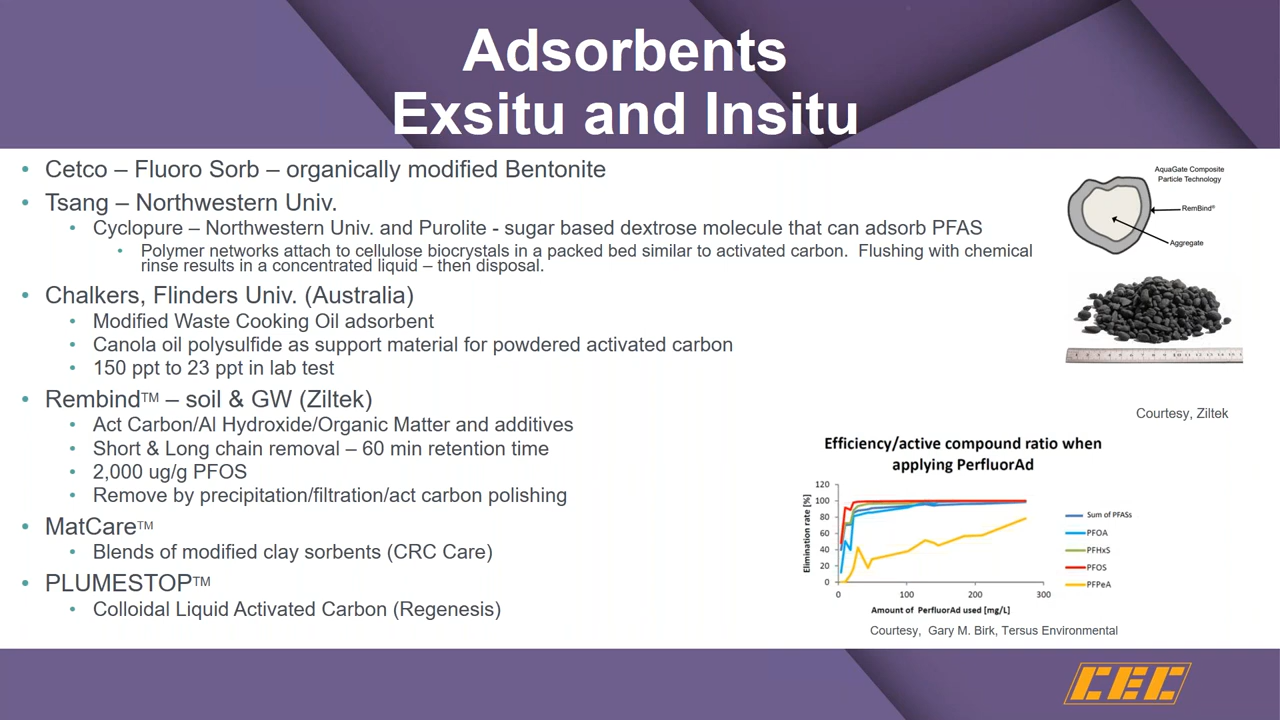 Adsorbents
Exsitu and Insitu
• Cetco – Fluoro Sorb – organically modified Bentonite
• Tsang – Northwestern Univ.
• Cyclopure – Northwestern Univ. and Purolite - sugar based dextrose molecule that can adsorb PFAS
• Polymer networks attach to cellulose biocrystals in a packed bed similar to activated carbon. Flushing with chemical
rinse results in a concentrated liquid – then disposal.
• Chalkers, Flinders Univ. (Australia)
• Modified Waste Cooking Oil adsorbent
• Canola oil polysulfide as support material for powdered activated carbon
• 150 ppt to 23 ppt in lab test
• Rembind™ – soil & GW (Ziltek)
• Act Carbon/Al Hydroxide/Organic Matter and additives
• Short & Long chain removal – 60 min retention time
• 2,000 ug/g PFOS
• Remove by precipitation/filtration/act carbon polishing
• MatCare™
• Blends of modified clay sorbents (CRC Care)
• PLUMESTOP™
• Colloidal Liquid Activated Carbon (Regenesis)
AquaGate Composite
Particle Technology
RemBind®
Aggregate
Courtesy, Ziltek
Efficiency/active compound ratio when
applying PerfluorAd
Elimination rate [%]
120
100
80
60
40
20
0
0 100 200 300
Amount of PerfluorAd used [mg/L]
Sum of PFASs
PFOA
PFHxS
PFOS
PFPeA
Courtesy, Gary M. Birk, Tersus Environmental
CEC